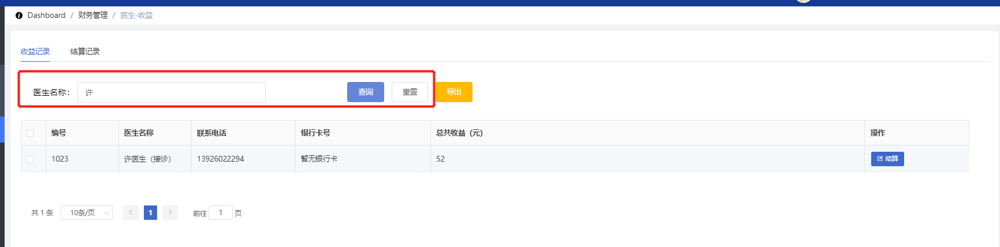 Dashboard / 财务管理 / 医生-收益
收益记录 结算记录
医生名称： 许 查询 重置 导出
编号 医生名称 联系电话 银行卡号 总共收益（元） 操作
1023 许医生（接诊） 13926022294 暂无银行卡 52 结算
共 1 条 10条/页 1 前往 1 页